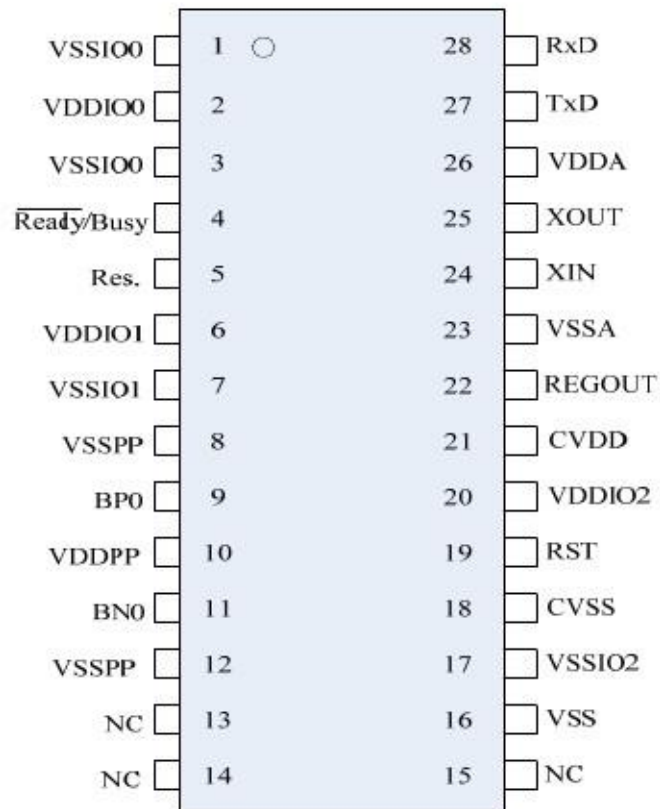 VSSIO0 1 28 RxD
VDDIO0 2 27 TxD
VSSIO0 3 26 VDDA
Ready/Busy 4 25 XOUT
Res. 5 24 XIN
VDDIO1 6 23 VSSA
VSSIO1 7 22 REGOUT
VSSPP 8 21 CVDD
BP0 9 20 VDDIO2
VDDPP 10 19 RST
BN0 11 18 CVSS
VSSPP 12 17 VSSIO2
NC 13 16 VSS
NC 14 15 NC